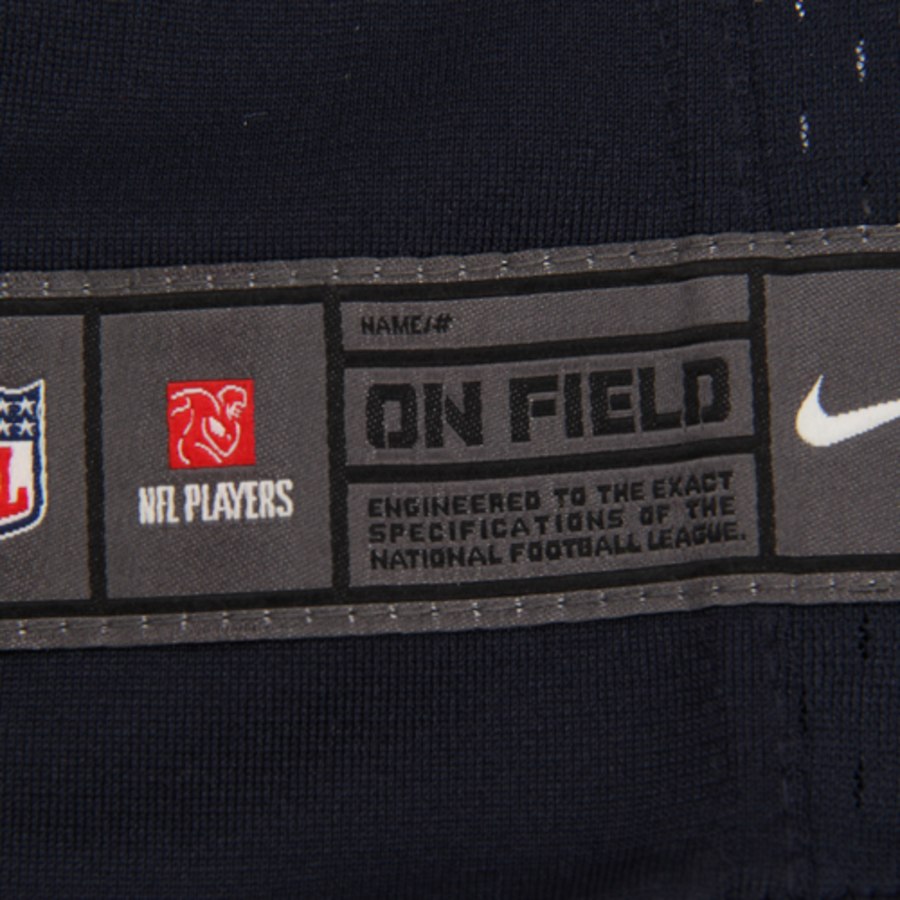 L
NFL PLAYERS
NAME/#
ON FIELD
ENGINEERED TO THE EXACT
SPECIFICATIONS OF THE
NATIONAL FOOTBALL LEAGUE.